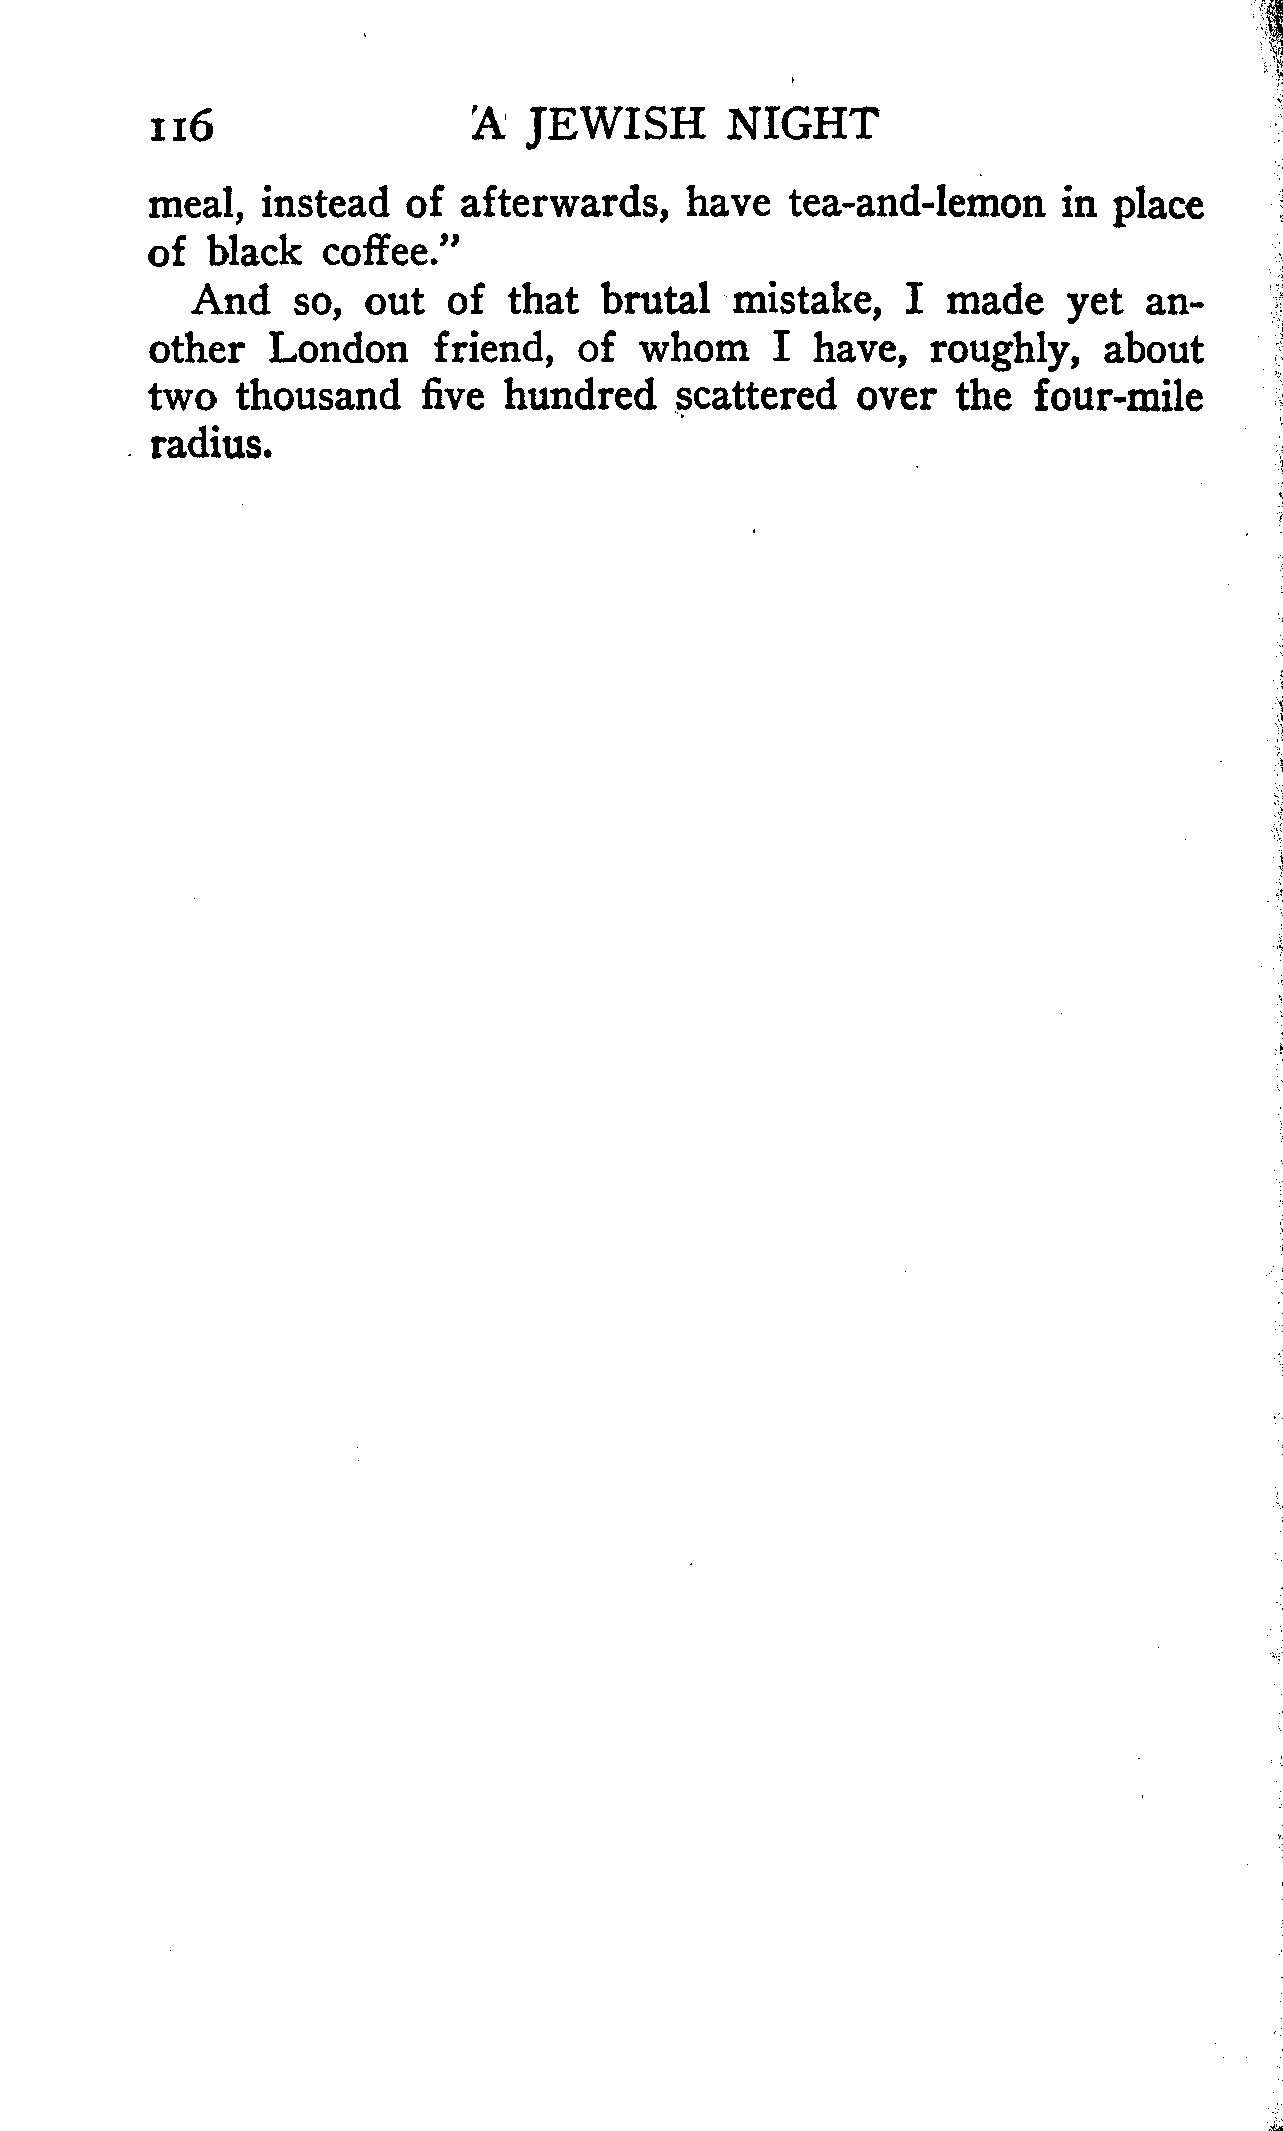 116 A JEWISH NIGHT
meal, instead of afterwards, have tea-and-lemon in place
of black coffee."
And so, out of that brutal mistake, I made yet an-
other London friend, of whom I have, roughly, about
two thousand five hundred scattered over the four-mile
radius.